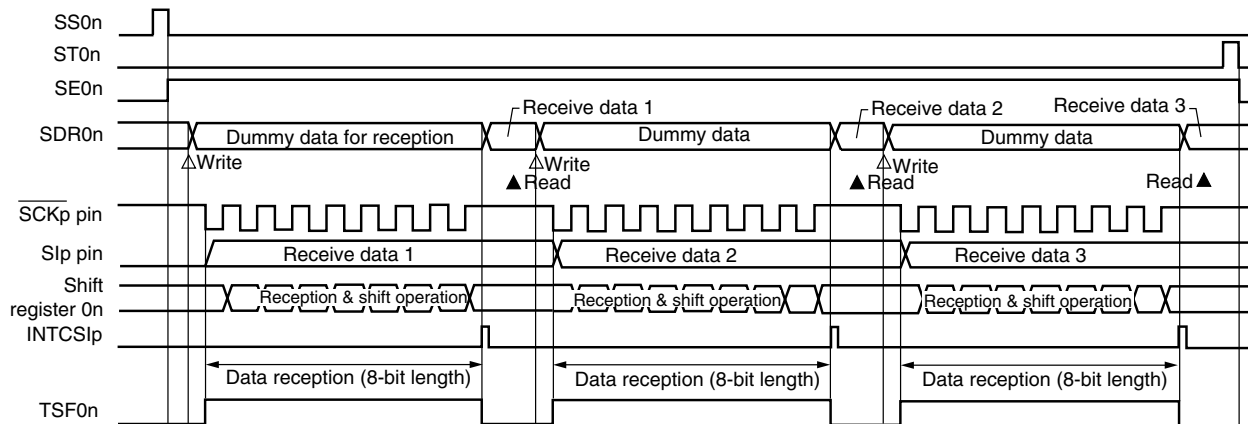 SS0n
ST0n
SE0n
Receive data 1
Receive data 2
Receive data 3
SDR0n
Dummy data for reception
Dummy data
Dummy data
△Write
△Write
△Write
▲Read
▲Read
Read▲
SCKp pin
SIp pin
Receive data 1
Receive data 2
Receive data 3
Shift
register 0n
Reception & shift operation
Reception & shift operation
Reception & shift operation
INTCSIp
Data reception (8-bit length)
Data reception (8-bit length)
Data reception (8-bit length)
TSF0n